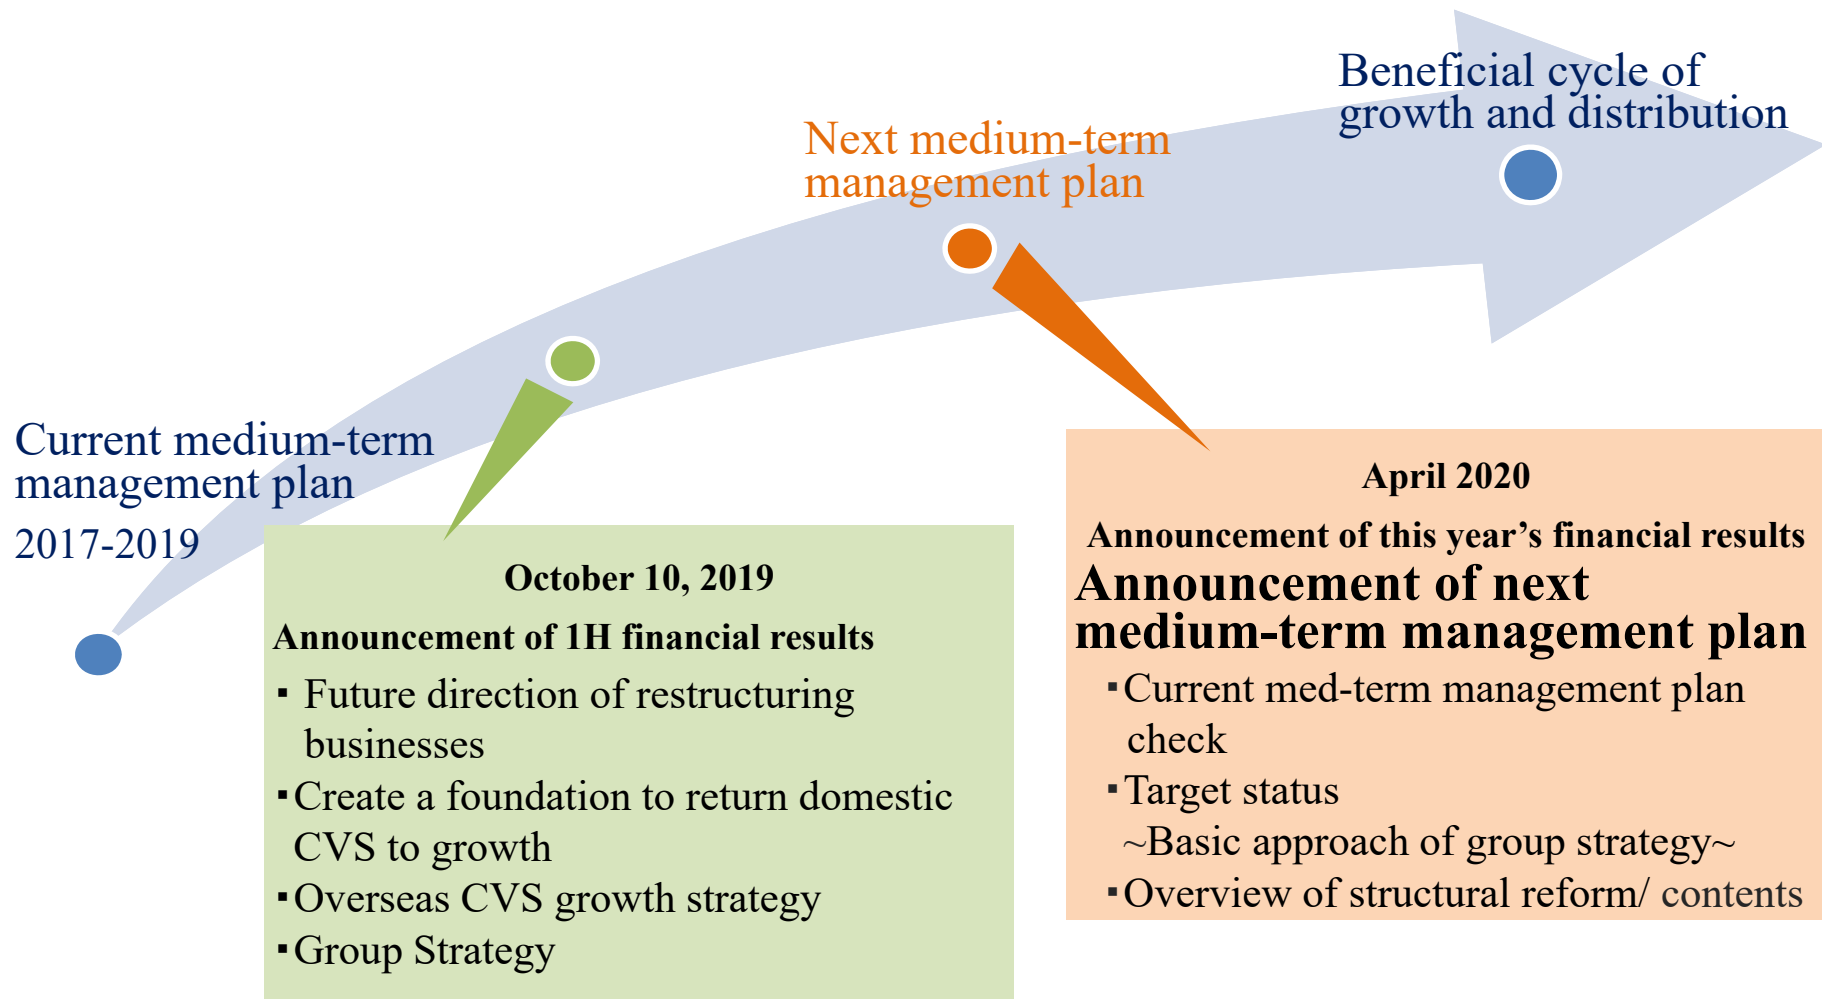 Beneficial cycle of
growth and distribution
Next medium-term
management plan
Current medium-term
management plan
2017-2019
October 10, 2019
Announcement of 1H financial results
▪ Future direction of restructuring
businesses
▪Create a foundation to return domestic
CVS to growth
▪Overseas CVS growth strategy
▪Group Strategy
April 2020
Announcement of this year’s financial results
Announcement of next
medium-term management plan
▪Current med-term management plan
check
▪Target status
~Basic approach of group strategy~
▪Overview of structural reform/ contents